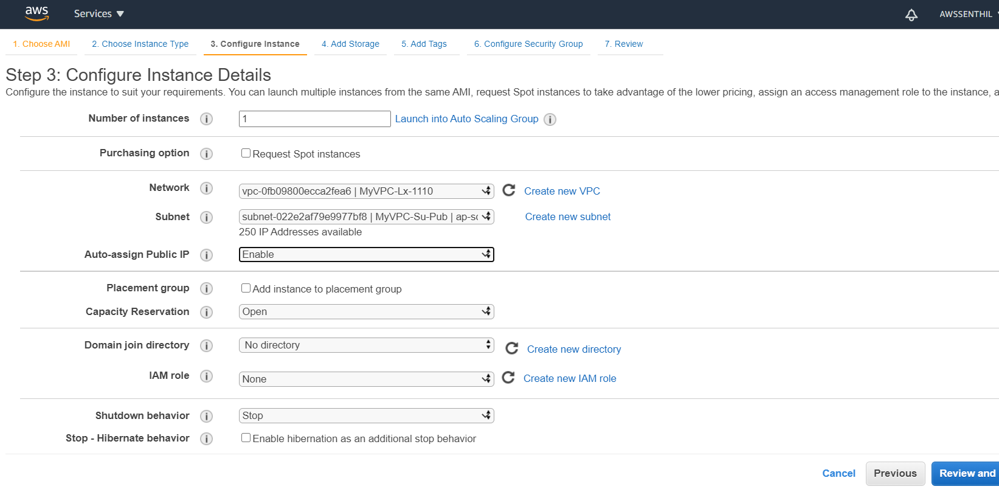 aws Services AWSSENTHIL
1. Choose AMI 2. Choose Instance Type 3. Configure Instance 4. Add Storage 5. Add Tags 6. Configure Security Group 7. Review
Step 3: Configure Instance Details
Configure the instance to suit your requirements. You can launch multiple instances from the same AMI, request Spot instances to take advantage of the lower pricing, assign an access management role to the instance, a
Number of instances i 1 Launch into Auto Scaling Group i
Purchasing option i Request Spot instances
Network i vpc-0fb09800ecca2fea6 | MyVPC-Lx-1110 Create new VPC
Subnet i subnet-022e2af79e9977bf8 | MyVPC-Su-Pub | ap-sc Create new subnet
250 IP Addresses available
Auto-assign Public IP i Enable
Placement group i Add instance to placement group
Capacity Reservation i Open
Domain join directory i No directory Create new directory
IAM role i None Create new IAM role
Shutdown behavior i Stop
Stop - Hibernate behavior i Enable hibernation as an additional stop behavior
Cancel Previous Review and